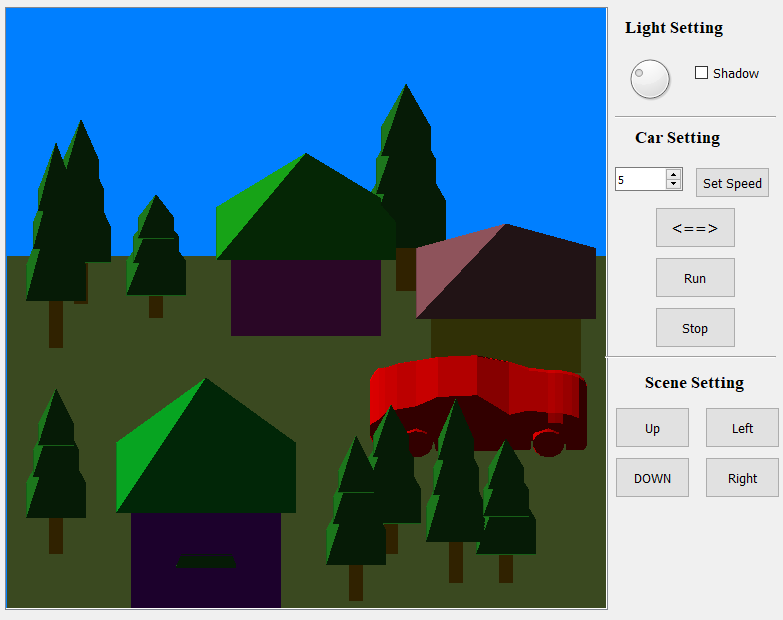 Light Setting
Shadow
Car Setting
5
Set Speed
<==>
Run
Stop
Scene Setting
Up
Left
DOWN
Right